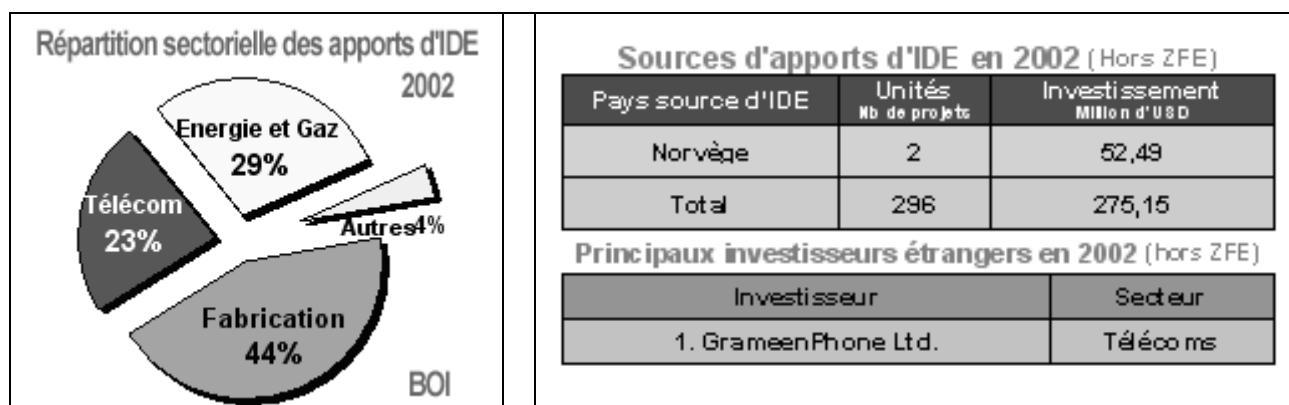 Répartition sectorielle des apports d'IDE
2002
Energie et Gaz
29%
Télécom
23%
Autres4%
Fabrication
44%
BOI
Sources d'apports d'IDE en 2002 (Hors ZFE)
Pays source d'IDE Unités Investissement
Nb de projets Million d'USD
Norvège 2 52,49
Total 296 275,15
Principaux investisseurs étrangers en 2002 (hors ZFE)
Investisseur Secteur
1. GrameenPhone Ltd. Télécoms